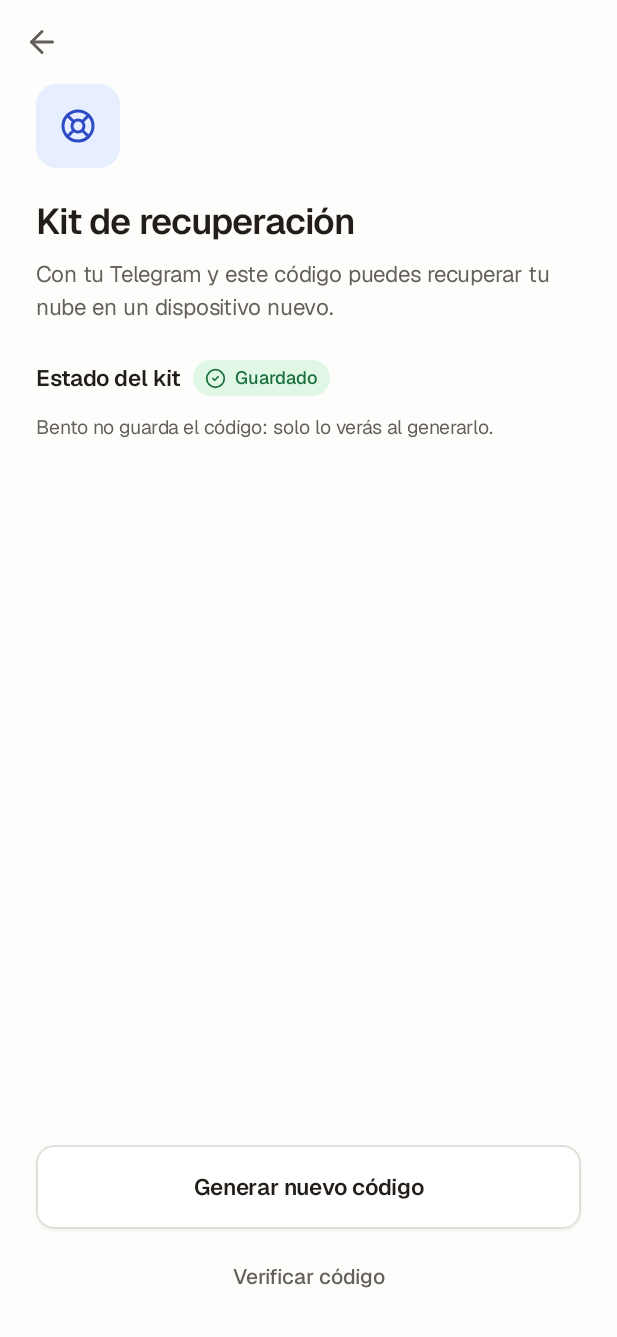 Kit de recuperación
Con tu Telegram y este código puedes recuperar tu
nube en un dispositivo nuevo.
Estado del kit Guardado
Bento no guarda el código: solo lo verás al generarlo.
Generar nuevo código
Verificar código